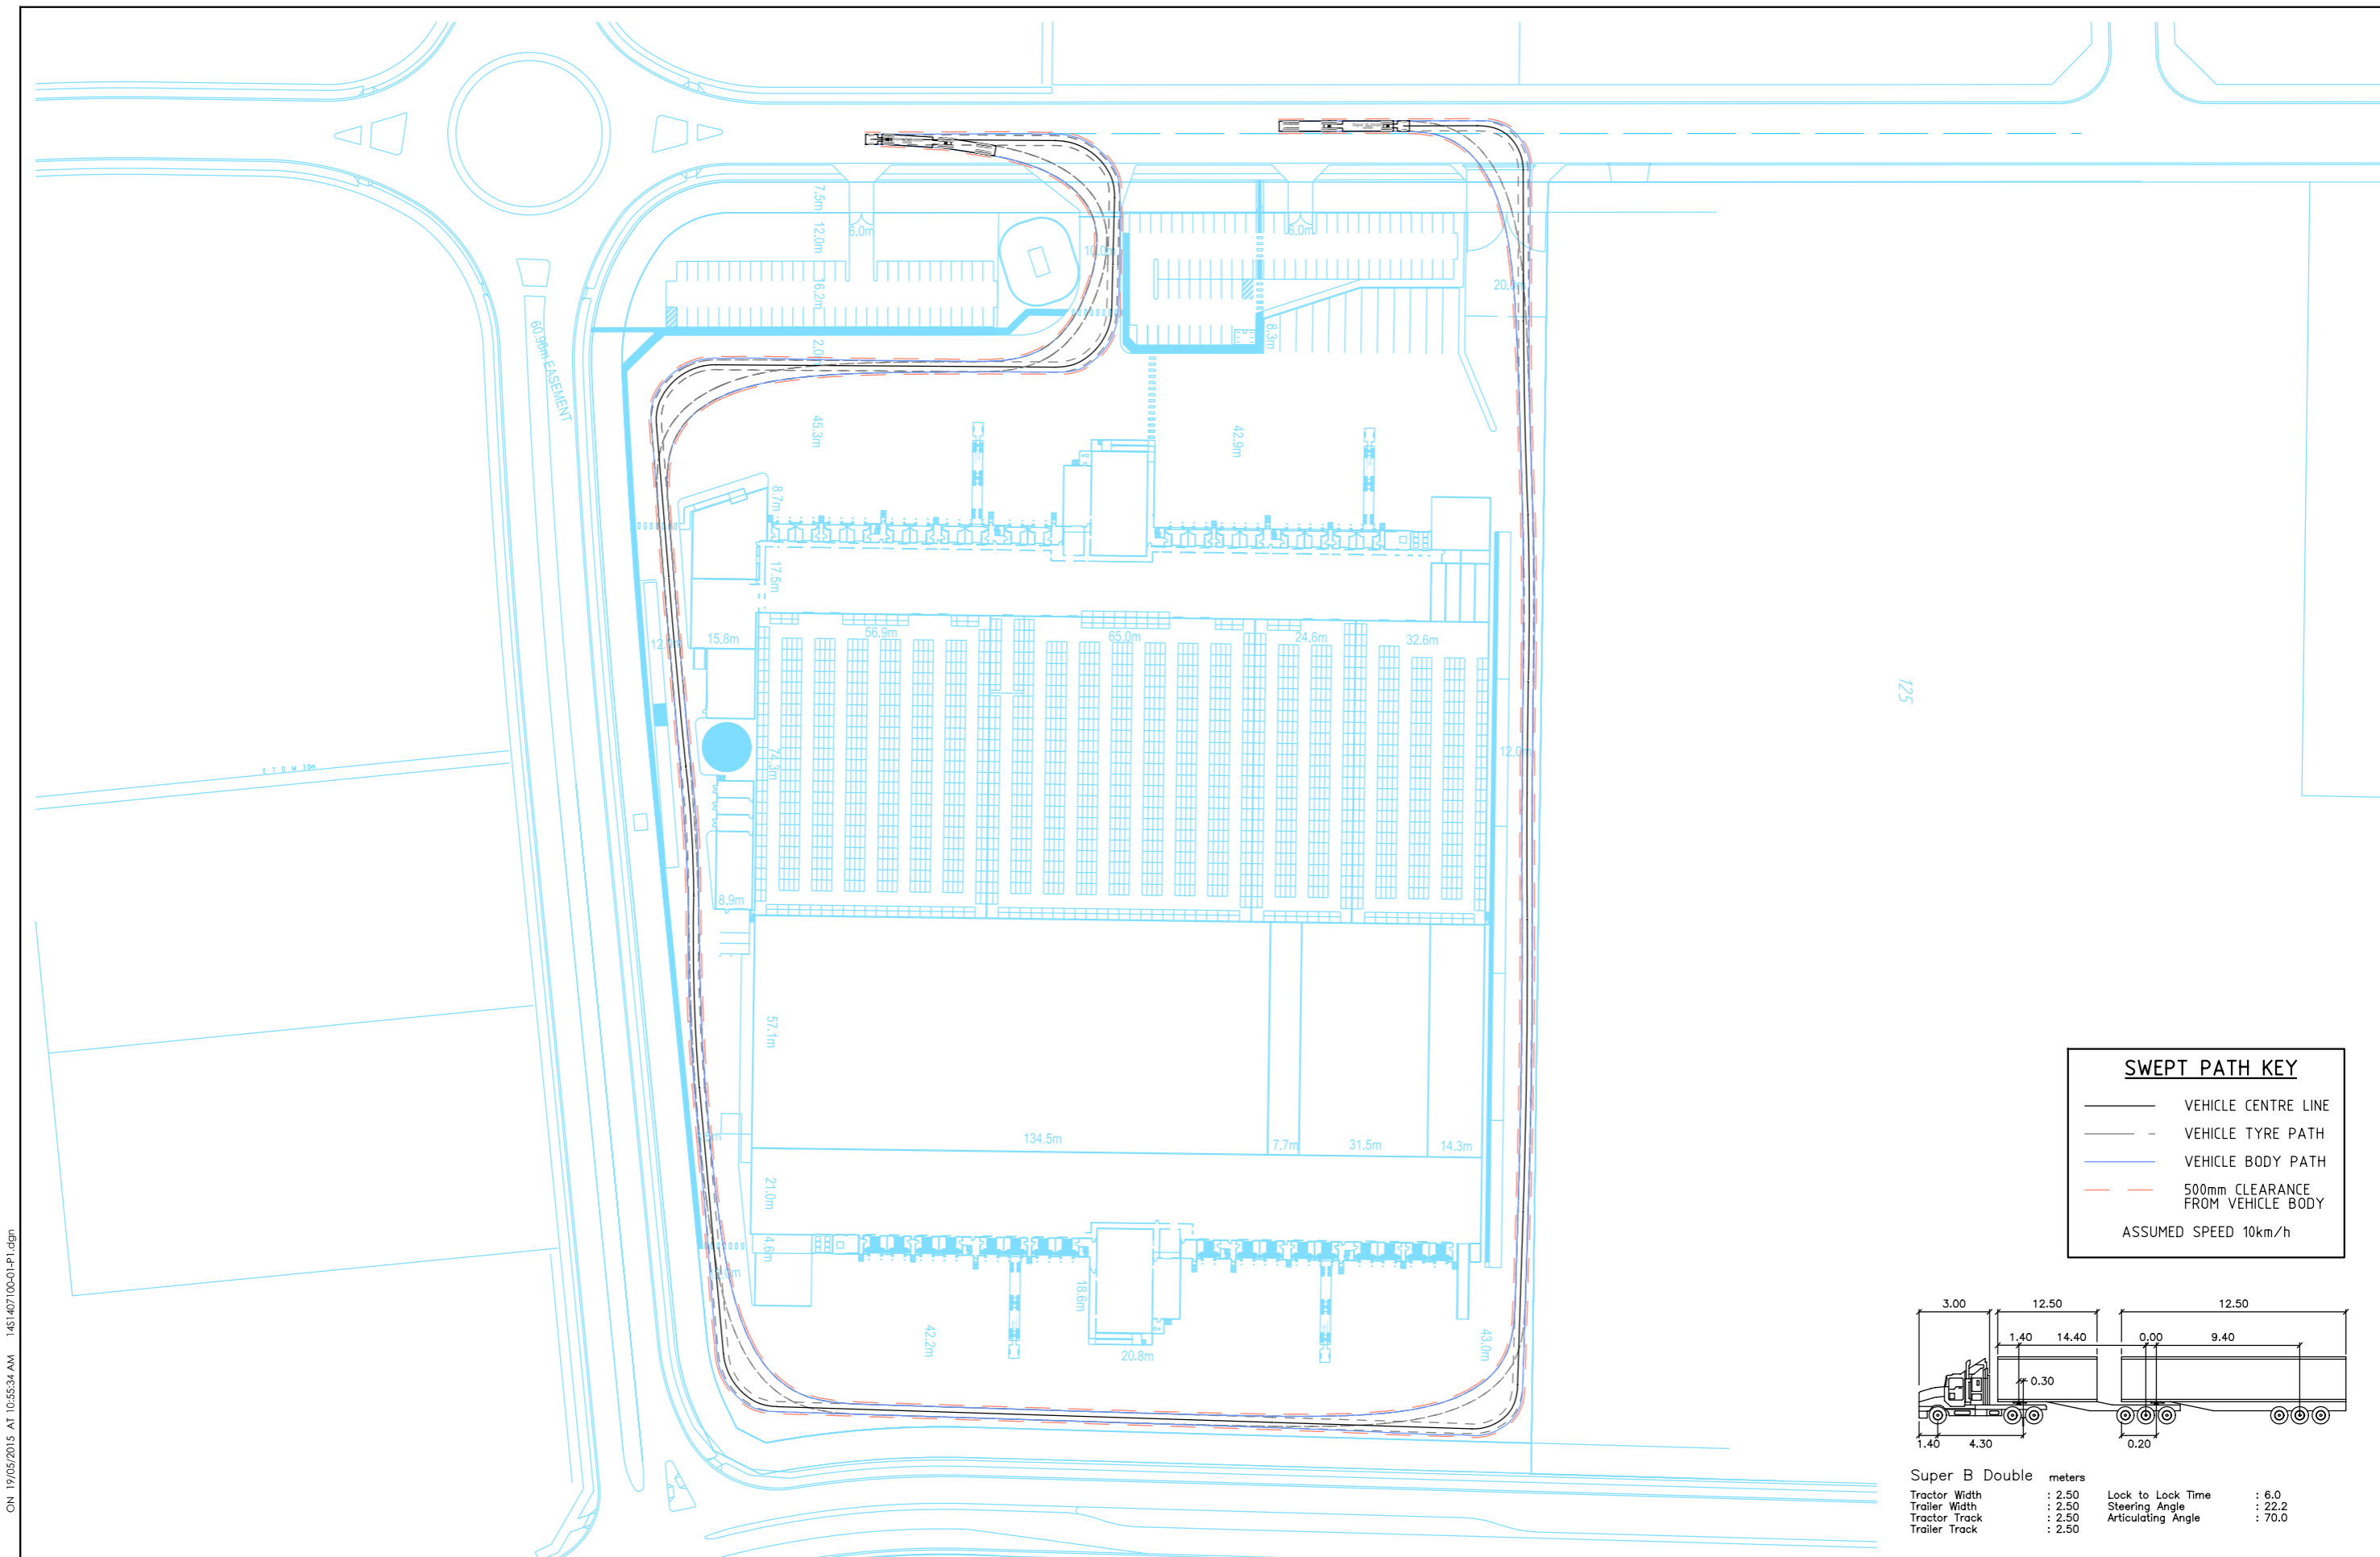 7.5m
12.0m
16.2m
6.0m
10.0m
6.0m
20.0m
8.3m
60.96m EASEMENT
45.3m
42.9m
8.7m
17.5m
15.8m
56.9m
65.0m
24.6m
32.6m
74.3m
12.0m
125
8.9m
57.1m
134.5m
7.7m
31.5m
14.3m
21.0m
4.6m
18.6m
42.2m
20.8m
43.0m
SWEPT PATH KEY
VEHICLE CENTRE LINE
VEHICLE TYRE PATH
VEHICLE BODY PATH
500mm CLEARANCE
FROM VEHICLE BODY
ASSUMED SPEED 10km/h
3.00 12.50 12.50
1.40 14.40 0.00 9.40
0.30
1.40 4.30 0.20
Super B Double meters
Tractor Width : 2.50 Lock to Lock Time : 6.0
Trailer Width : 2.50 Steering Angle : 22.2
Tractor Track : 2.50 Articulating Angle : 70.0
Trailer Track : 2.50
ON 19/05/2015 AT 10:55:34 AM 14S1407100-01-P1.dgn